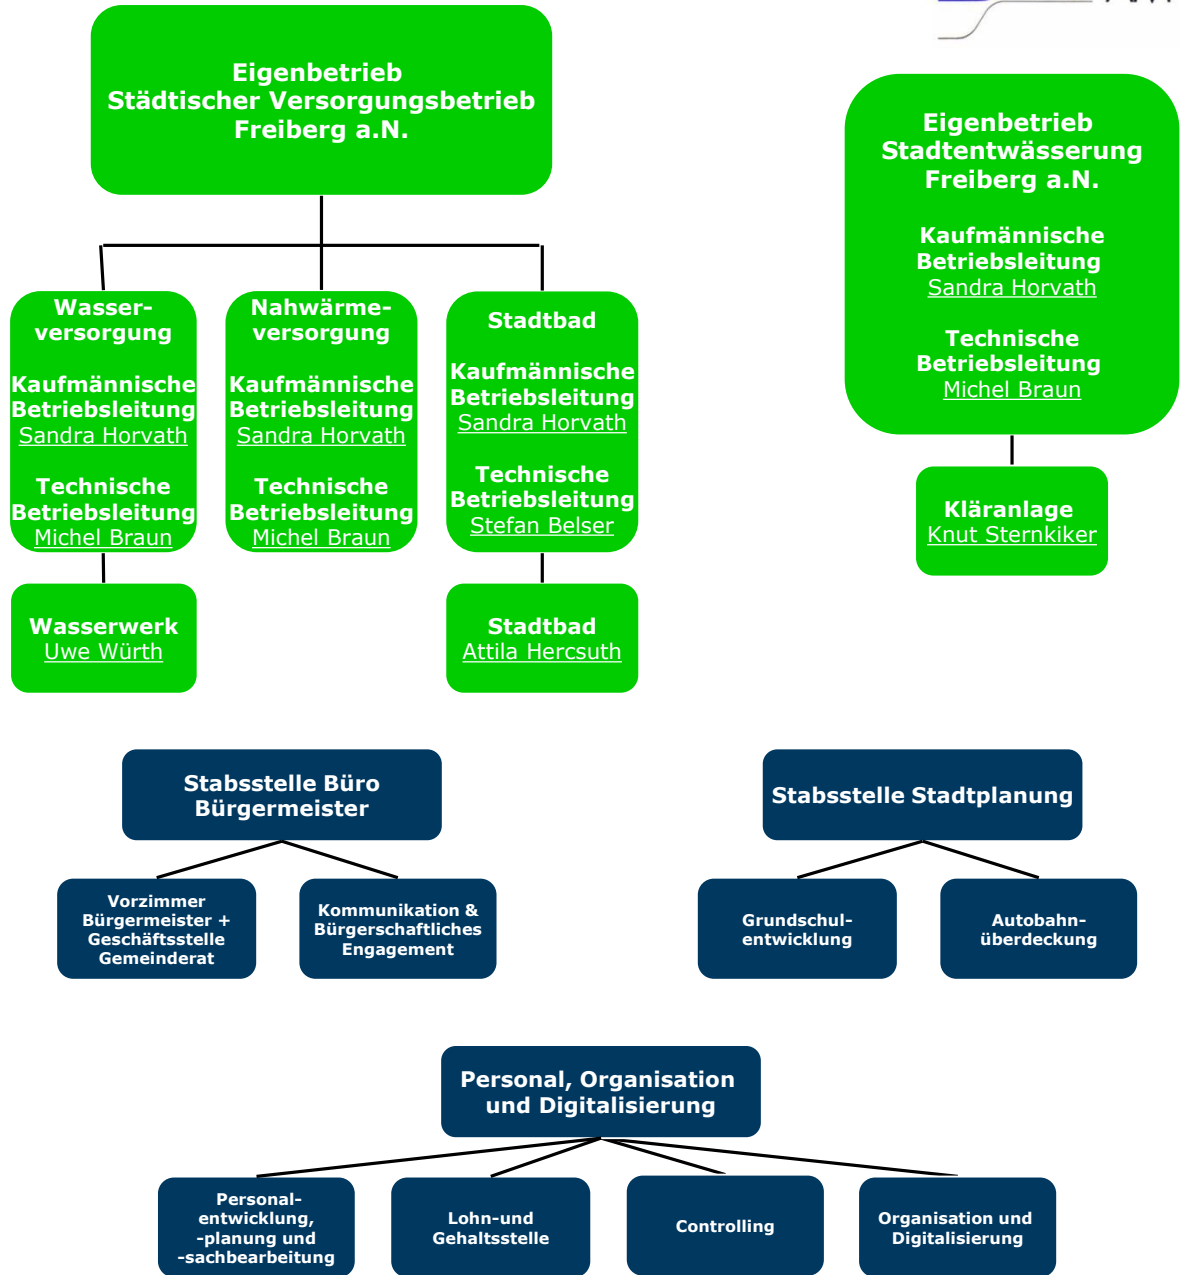 Eigenbetrieb
Städtischer Versorgungsbetrieb
Freiberg a.N.
Eigenbetrieb
Stadtentwässerung
Freiberg a.N.
Kaufmännische
Betriebsleitung
Sandra Horvath
Technische
Betriebsleitung
Michel Braun
Wasser-
versorgung
Kaufmännische
Betriebsleitung
Sandra Horvath
Technische
Betriebsleitung
Michel Braun
Nahwärme-
versorgung
Kaufmännische
Betriebsleitung
Sandra Horvath
Technische
Betriebsleitung
Michel Braun
Stadtbad
Kaufmännische
Betriebsleitung
Sandra Horvath
Technische
Betriebsleitung
Stefan Belser
Kläranlage
Knut Sternkiker
Wasserwerk
Uwe Würth
Stadtbad
Attila Hercsuth
Stabsstelle Büro
Bürgermeister
Stabsstelle Stadtplanung
Vorzimmer
Bürgermeister +
Geschäftsstelle
Gemeinderat
Kommunikation &
Bürgerschaftliches
Engagement
Grundschul-
entwicklung
Autobahn-
überdeckung
Personal, Organisation
und Digitalisierung
Personal-
entwicklung,
-planung und
-sachbearbeitung
Lohn-und
Gehaltsstelle
Controlling
Organisation und
Digitalisierung